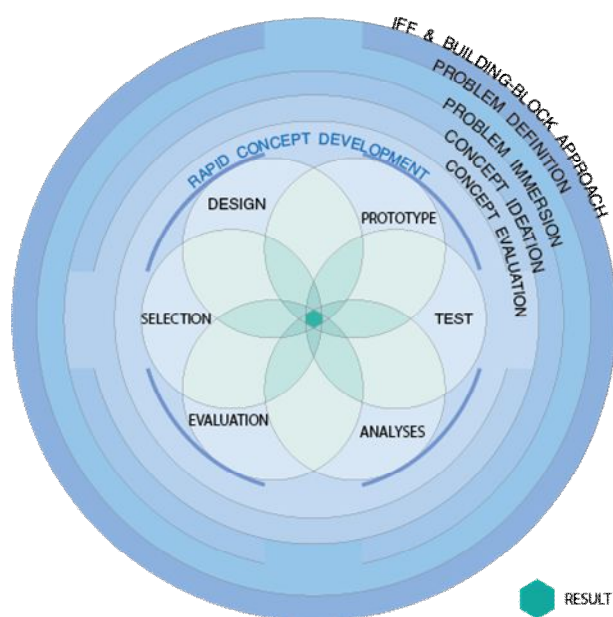 IFF & BUILDING-BLOCK APPROACH
PROBLEM DEFINITION
PROBLEM IMMERSION
CONCEPT IDEATION
CONCEPT EVALUATION
RAPID CONCEPT DEVELOPMENT
DESIGN
PROTOTYPE
SELECTION
TEST
EVALUATION
ANALYSES
RESULT